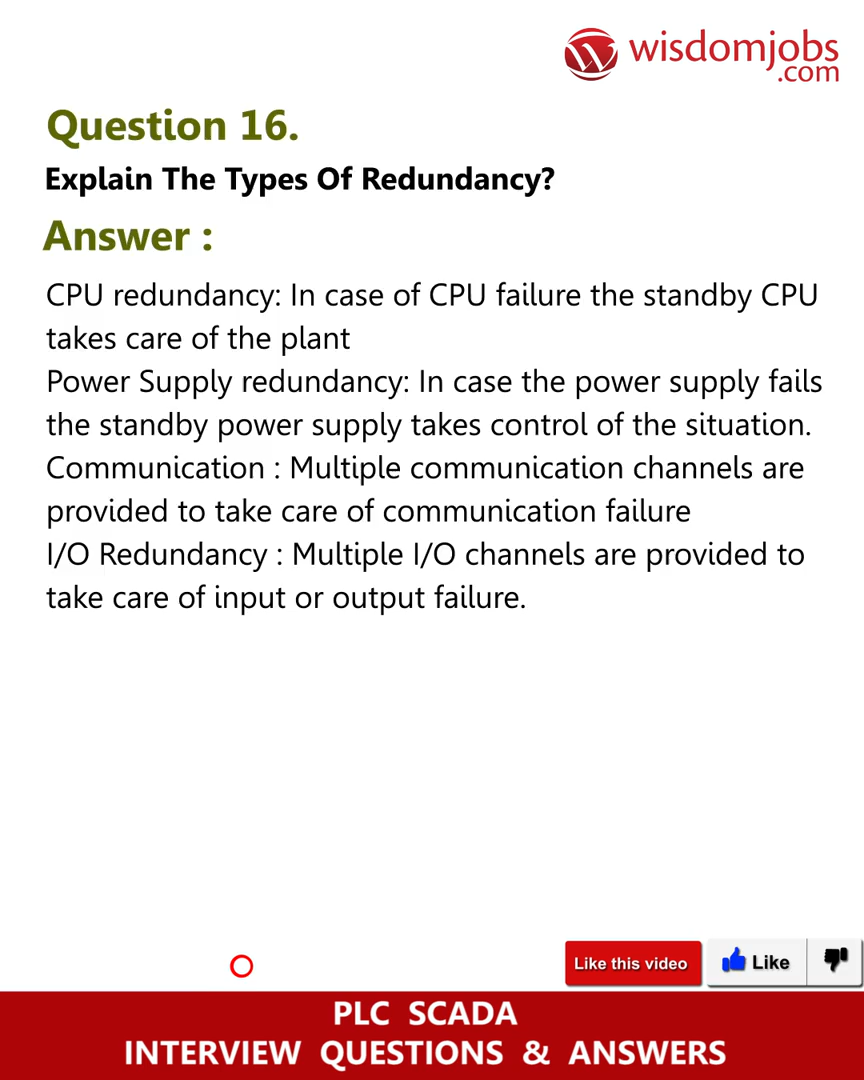 wisdomjobs
.com
Question 16.
Explain The Types Of Redundancy?
Answer :
CPU redundancy: In case of CPU failure the standby CPU
takes care of the plant
Power Supply redundancy: In case the power supply fails
the standby power supply takes control of the situation.
Communication : Multiple communication channels are
provided to take care of communication failure
I/O Redundancy : Multiple I/O channels are provided to
take care of input or output failure.
Like this video
Like
PLC SCADA
INTERVIEW QUESTIONS & ANSWERS